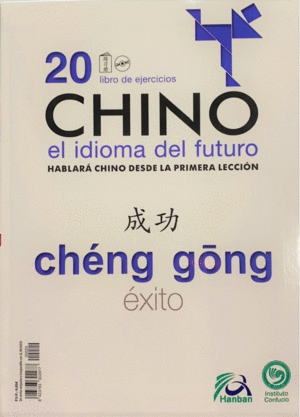 20
libro de ejercicios
CHINO
el idioma del futuro
HABLARÁ CHINO DESDE LA PRIMERA LECCIÓN
成功
chéng gōng
éxito
Hanban
Instituto
Confucio